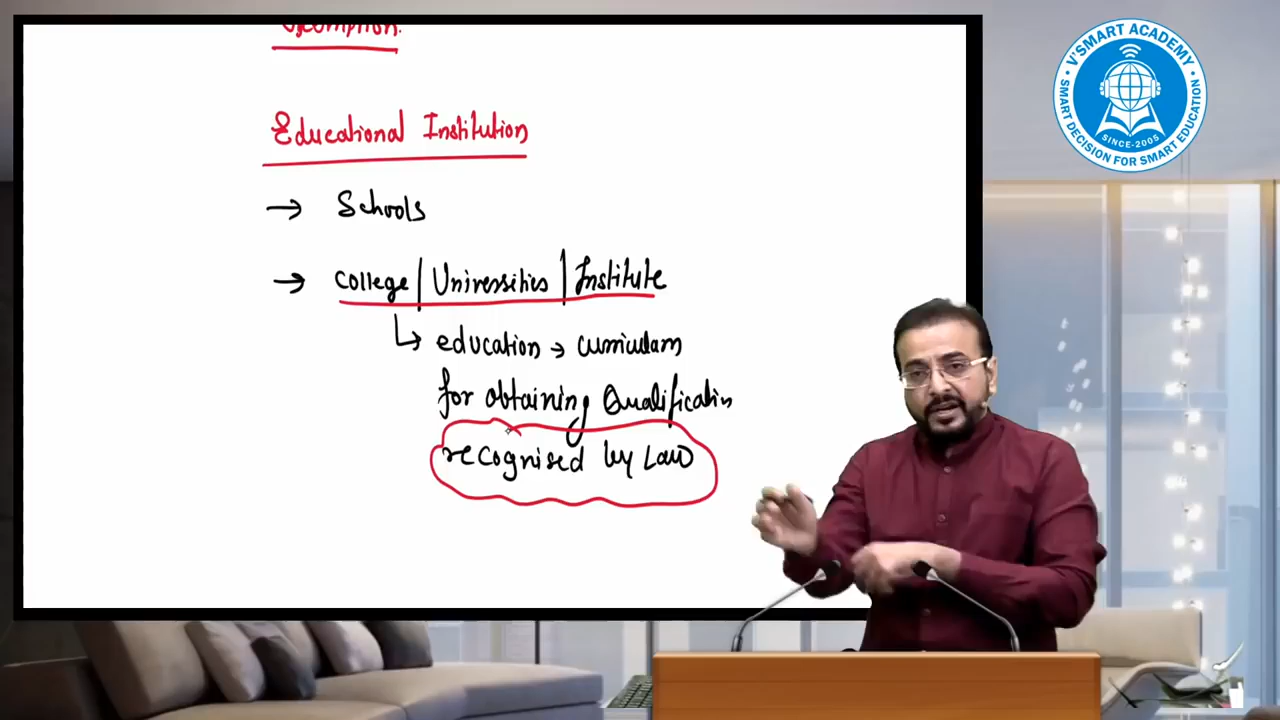 Educational Institution
→ Schools
→ College | Universities | Institute
↳ education → curriculam
for obtaining Qualification
recognised by Law
V'SMART ACADEMY
SMART DECISION FOR SMART EDUCATION
SINCE-2005